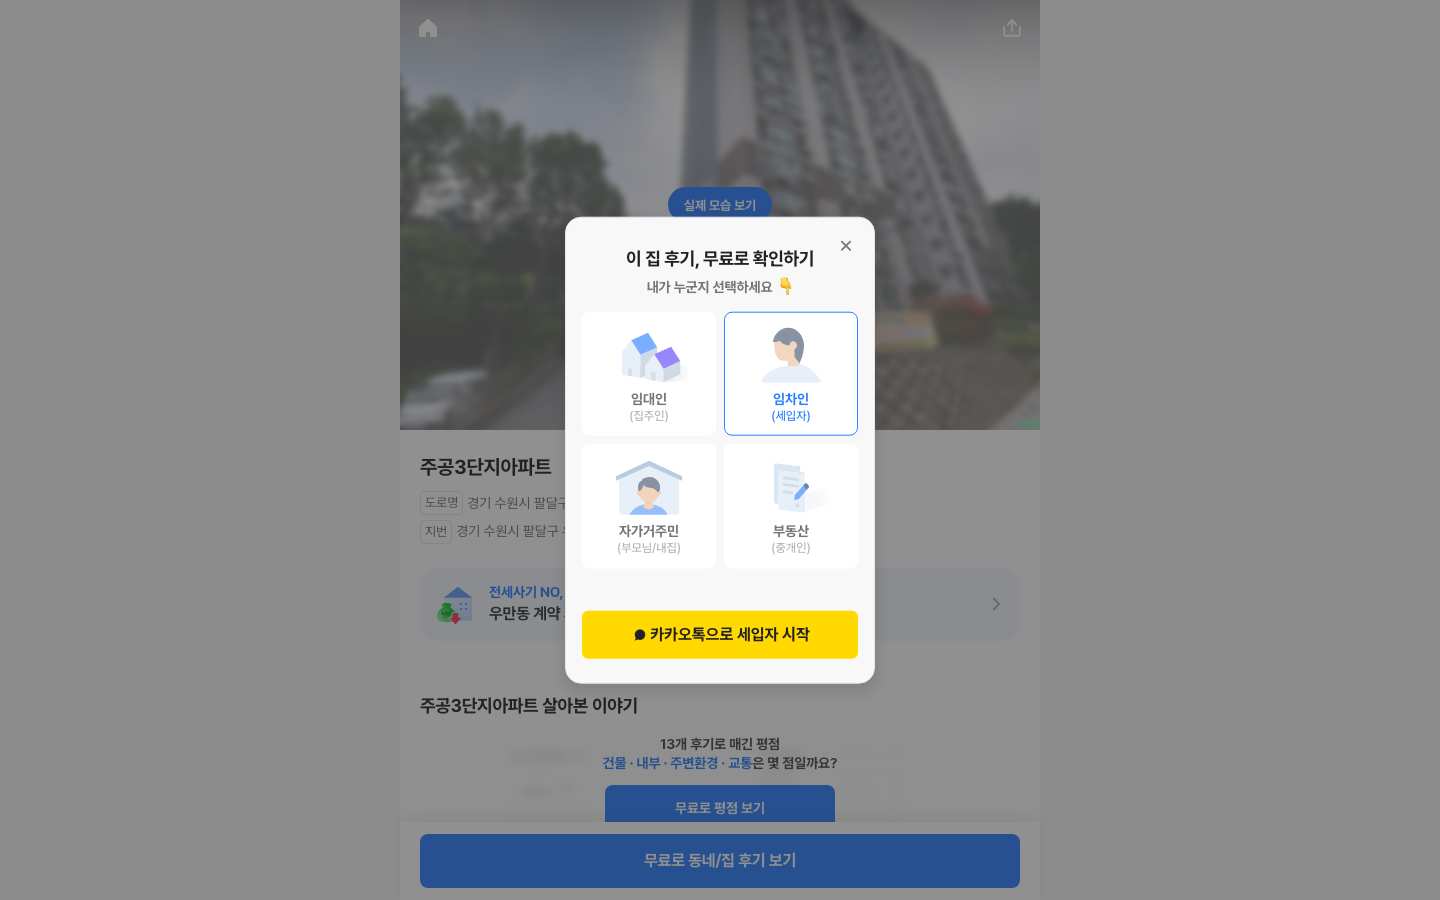 실제 모습 보기
이 집 후기, 무료로 확인하기
내가 누군지 선택하세요 👇
임대인
(집주인)
임차인
(세입자)
자가거주민
(부모님/내집)
부동산
(중개인)
카카오톡으로 세입자 시작
주공3단지아파트
도로명 경기 수원시 팔달구
지번 경기 수원시 팔달구
전세사기 NO,
우만동 계약
주공3단지아파트 살아본 이야기
13개 후기로 매긴 평점
건물 · 내부 · 주변환경 · 교통은 몇 점일까요?
무료로 평점 보기
무료로 동네/집 후기 보기